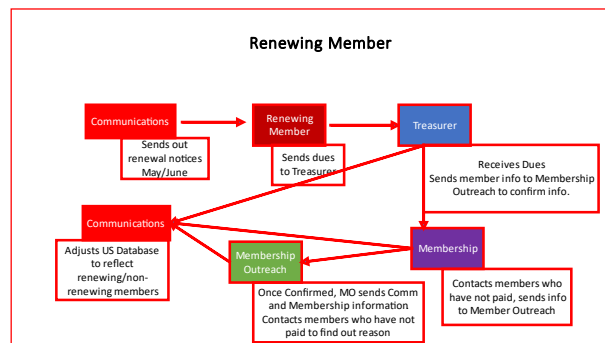 Renewing Member
Communications
Sends out
renewal notices
May/June
Renewing
Member
Sends dues
to Treasurer
Treasurer
Receives Dues
Sends member info to Membership
Outreach to confirm info.
Communications
Adjusts US Database
to reflect
renewing/non-
renewing members
Membership
Outreach
Once Confirmed, MO sends Comm
and Membership information.
Contacts members who have not
paid to find out reason
Membership
Contacts members who
have not paid, sends info
to Member Outreach